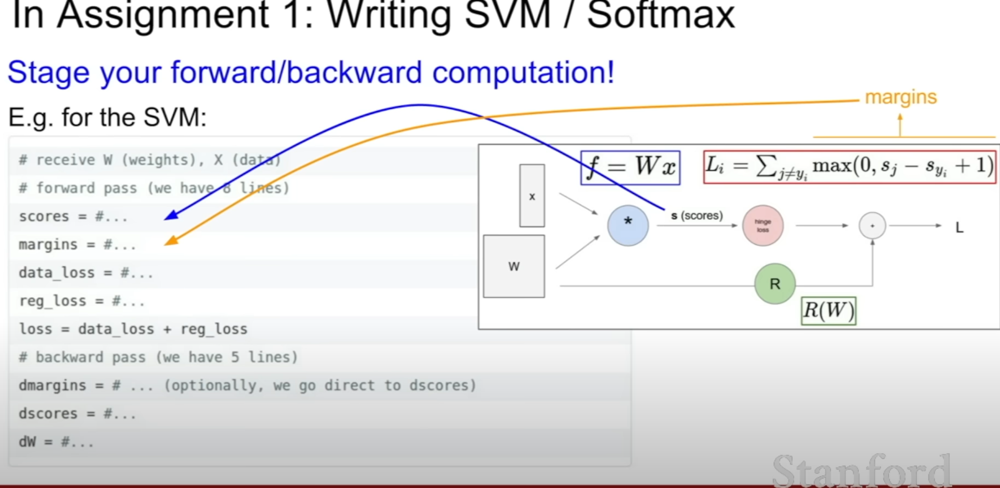 In Assignment 1: Writing SVM / Softmax
Stage your forward/backward computation!
margins
E.g. for the SVM:
# receive W (weights), X (data)
# forward pass (we have 8 lines)
scores = #...
margins = #...
data_loss = #...
reg_loss = #...
loss = data_loss + reg_loss
# backward pass (we have 5 lines)
dmargins = # ... (optionally, we go direct to dscores)
dscores = #...
dW = #...
f = Wx
L_i = ∑_{j≠y_i} max(0, s_j − s_{y_i} + 1)
x
W
*
s (scores)
hinge
loss
+
L
R
R(W)
Stanford